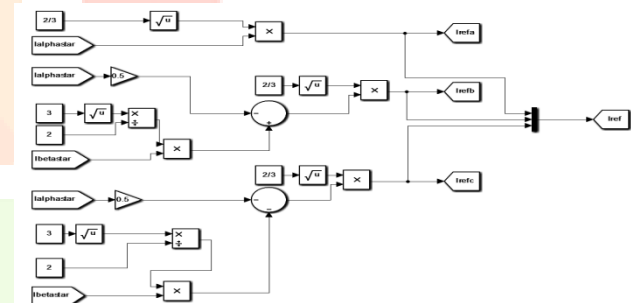 2/3
√u
Ialphastar
×
Irefa
Ialphastar
0.5
2/3
√u
×
Irefb
3
√u
×
÷
2
-
+
Iref
Ibetastar
×
2/3
√u
×
Irefc
Ialphastar
0.5
-
-
3
√u
×
÷
2
Ibetastar
×